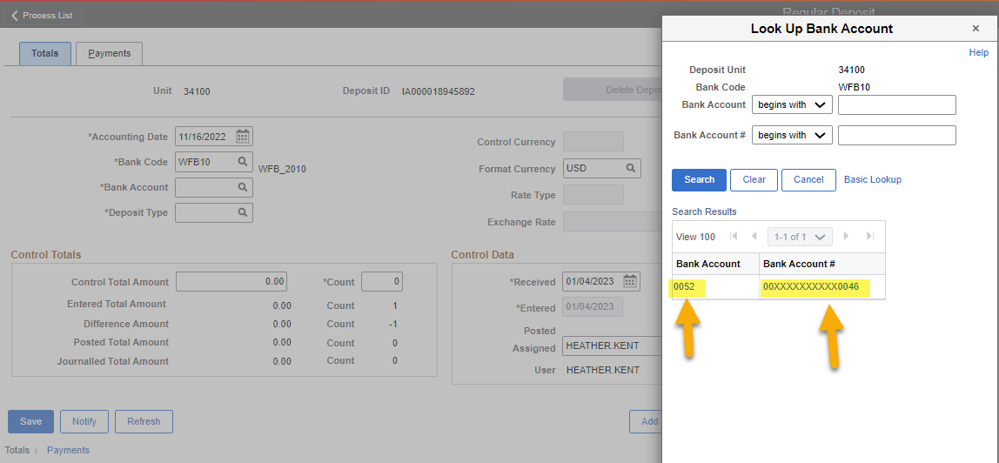 Process List
Regular Deposit
Totals
Payments
Unit 34100 Deposit ID IA000018945892 Delete Depos
*Accounting Date 11/16/2022
*Bank Code WFB10 WFB_2010
*Bank Account
*Deposit Type
Control Currency
Format Currency USD
Rate Type
Exchange Rate
Control Totals
Control Total Amount 0.00 *Count 0
Entered Total Amount 0.00 Count 1
Difference Amount 0.00 Count -1
Posted Total Amount 0.00 Count 0
Journalled Total Amount 0.00 Count 0
Control Data
*Received 01/04/2023
*Entered 01/04/2023
Posted
Assigned HEATHER.KENT
User HEATHER.KENT
Save Notify Refresh Add
Totals | Payments
Look Up Bank Account ×
Help
Deposit Unit 34100
Bank Code WFB10
Bank Account begins with
Bank Account # begins with
Search Clear Cancel Basic Lookup
Search Results
View 100 1-1 of 1
Bank Account Bank Account #
0052 00XXXXXXXXXX0046